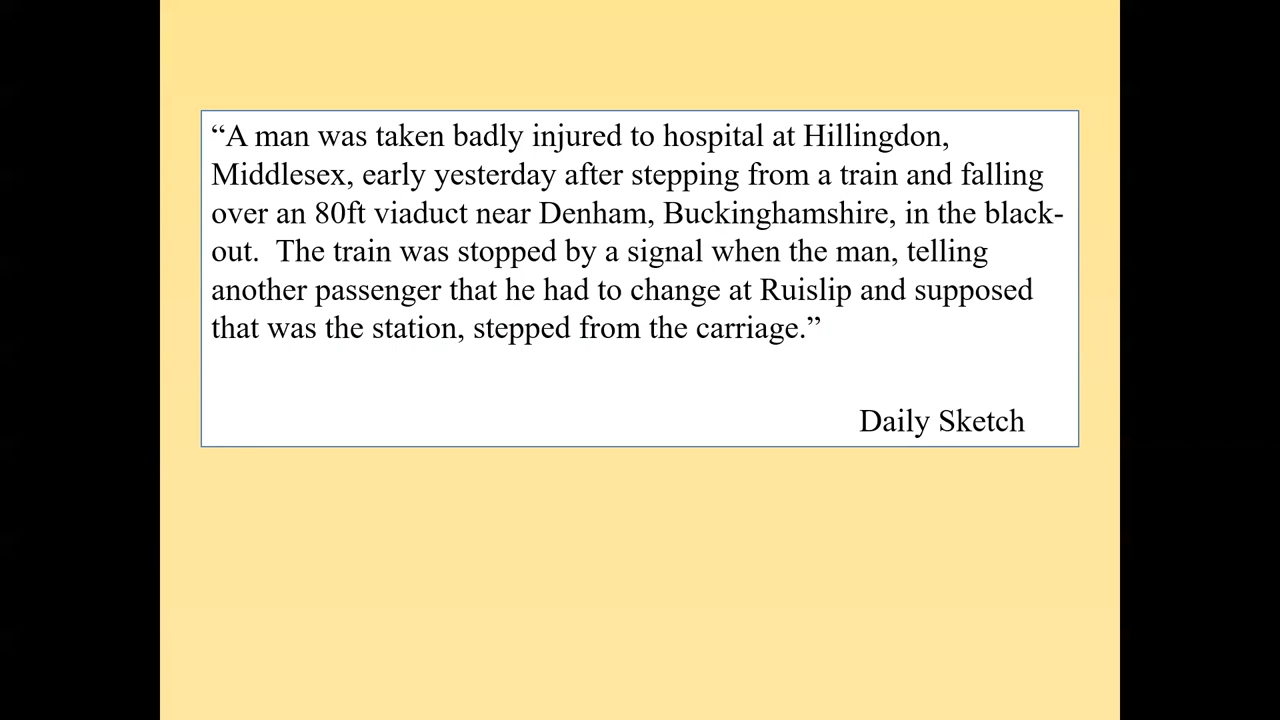 “A man was taken badly injured to hospital at Hillingdon,
Middlesex, early yesterday after stepping from a train and falling
over an 80ft viaduct near Denham, Buckinghamshire, in the black-
out.  The train was stopped by a signal when the man, telling
another passenger that he had to change at Ruislip and supposed
that was the station, stepped from the carriage.”
Daily Sketch